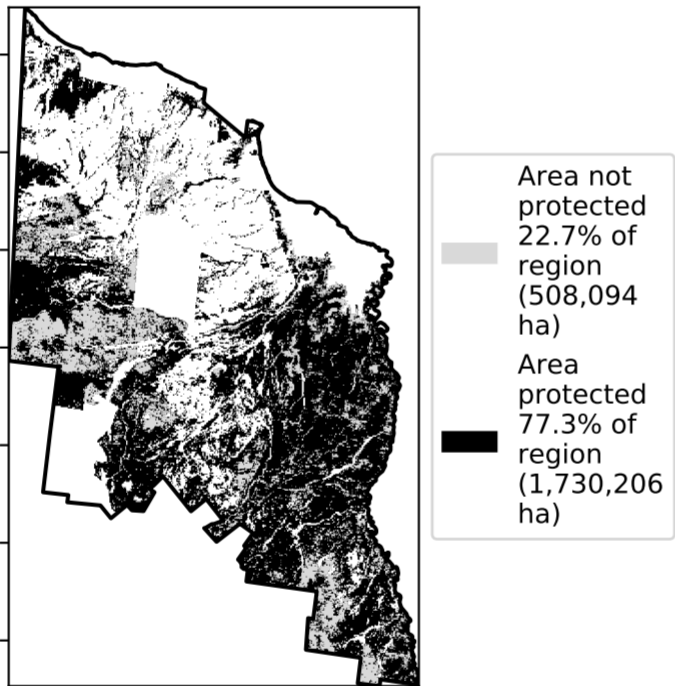 Area not
protected
22.7% of
region
(508,094
ha)
Area
protected
77.3% of
region
(1,730,206
ha)